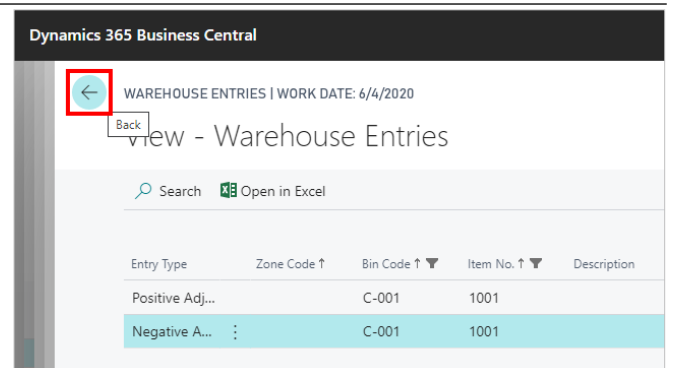 Dynamics 365 Business Central
WAREHOUSE ENTRIES | WORK DATE: 6/4/2020
Back
View - Warehouse Entries
Search Open in Excel
Entry Type Zone Code ↑ Bin Code ↑ Item No. ↑ Description
Positive Adj... C-001 1001
Negative A... C-001 1001